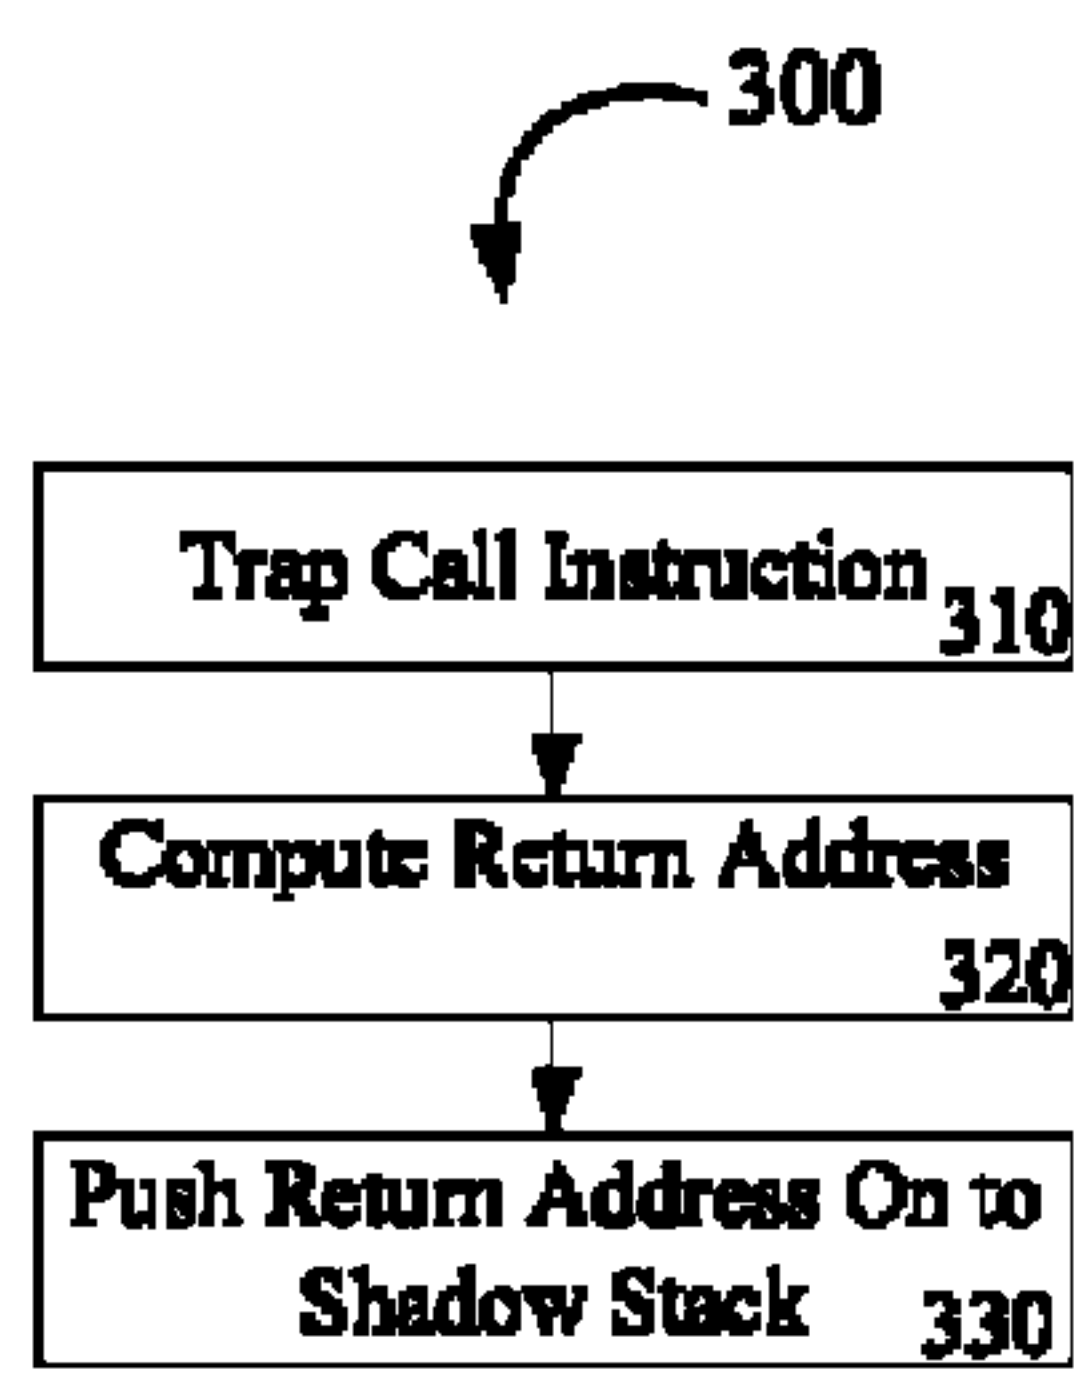 300
Trap Call Instruction
310
Compute Return Address
320
Push Return Address On to
Shadow Stack
330